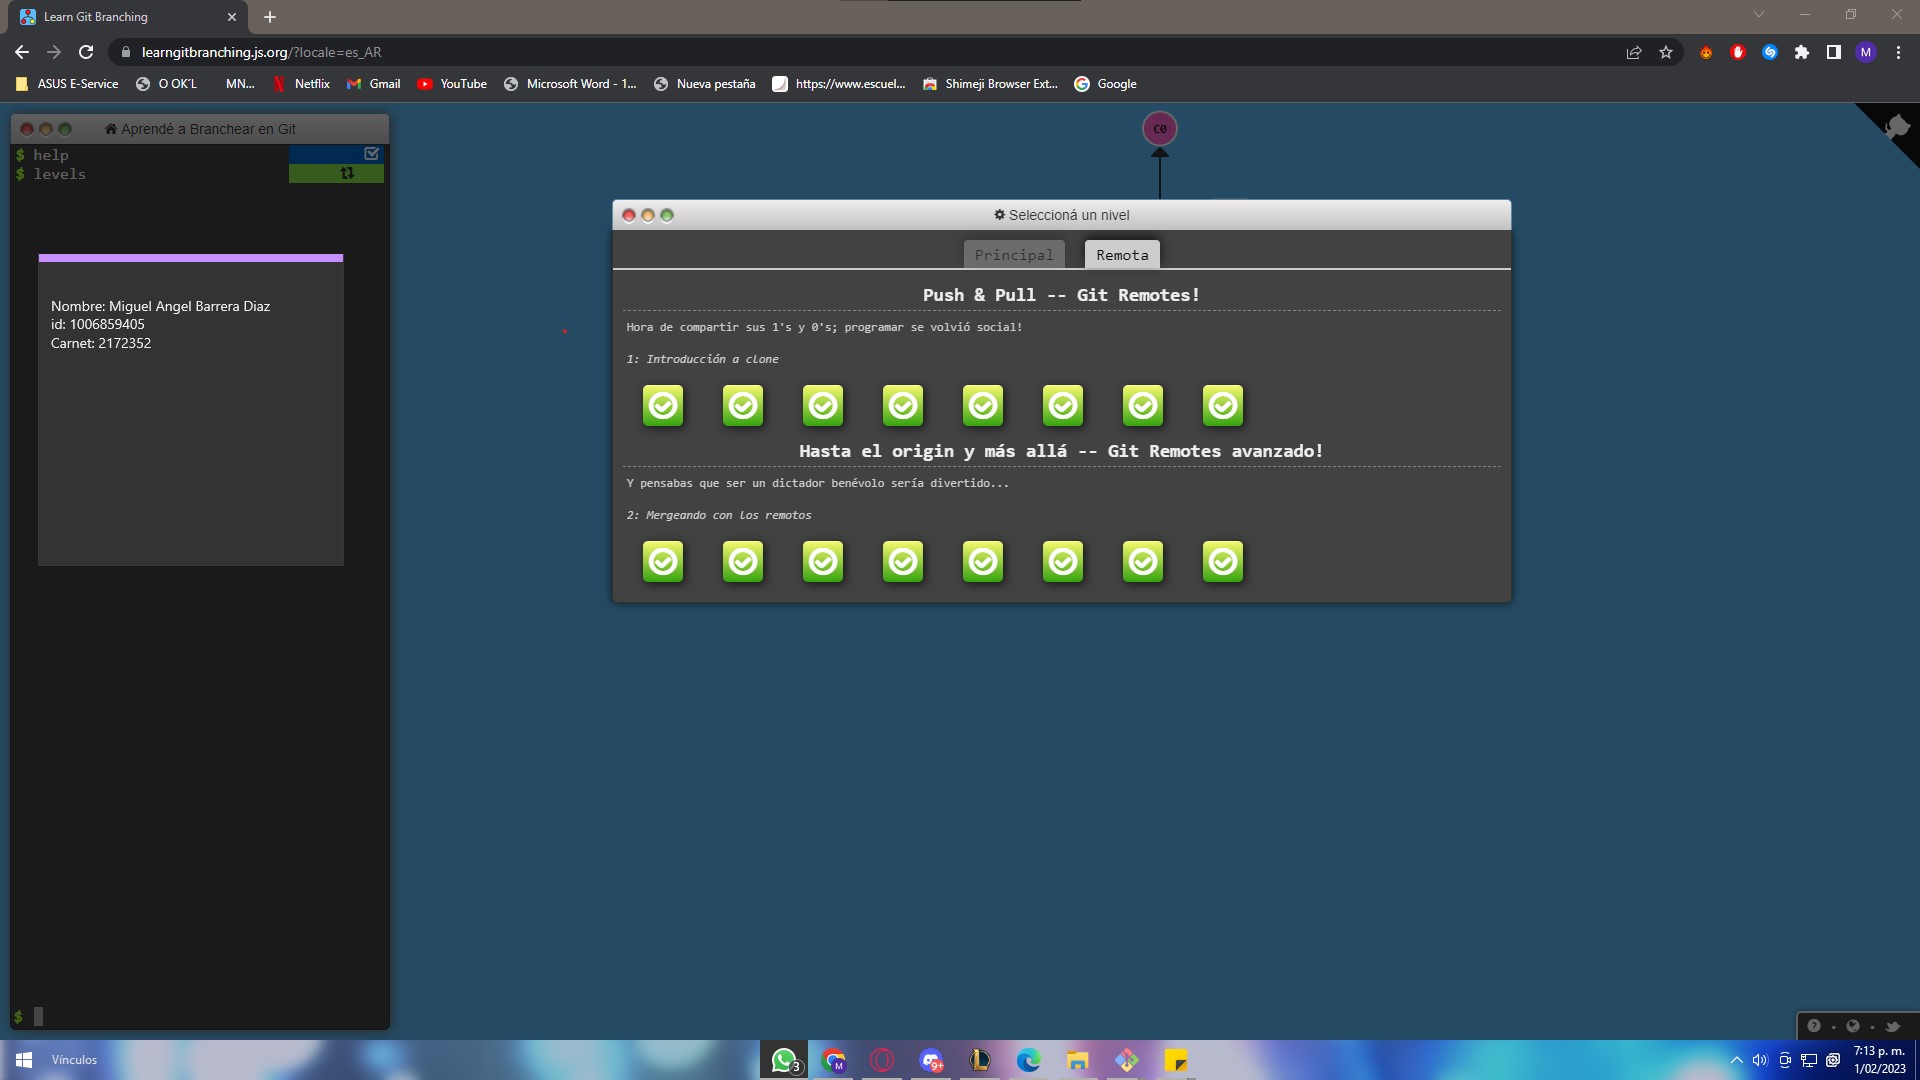 Learn Git Branching
learngitbranching.js.org/?locale=es_AR
M
ASUS E-Service
O OK´L
MN...
Netflix
Gmail
YouTube
Microsoft Word - 1...
Nueva pestaña
https://www.escuel...
Shimeji Browser Ext...
Google
Aprendé a Branchear en Git
$ help
$ levels
Nombre: Miguel Angel Barrera Diaz
id: 1006859405
Carnet: 2172352
$
C0
Seleccioná un nivel
Principal
Remota
Push & Pull -- Git Remotes!
Hora de compartir sus 1's y 0's; programar se volvió social!
1: Introducción a clone
Hasta el origin y más allá -- Git Remotes avanzado!
Y pensabas que ser un dictador benévolo sería divertido...
2: Mergeando con los remotos
Vínculos
3
M
9+
7:13 p. m.
1/02/2023